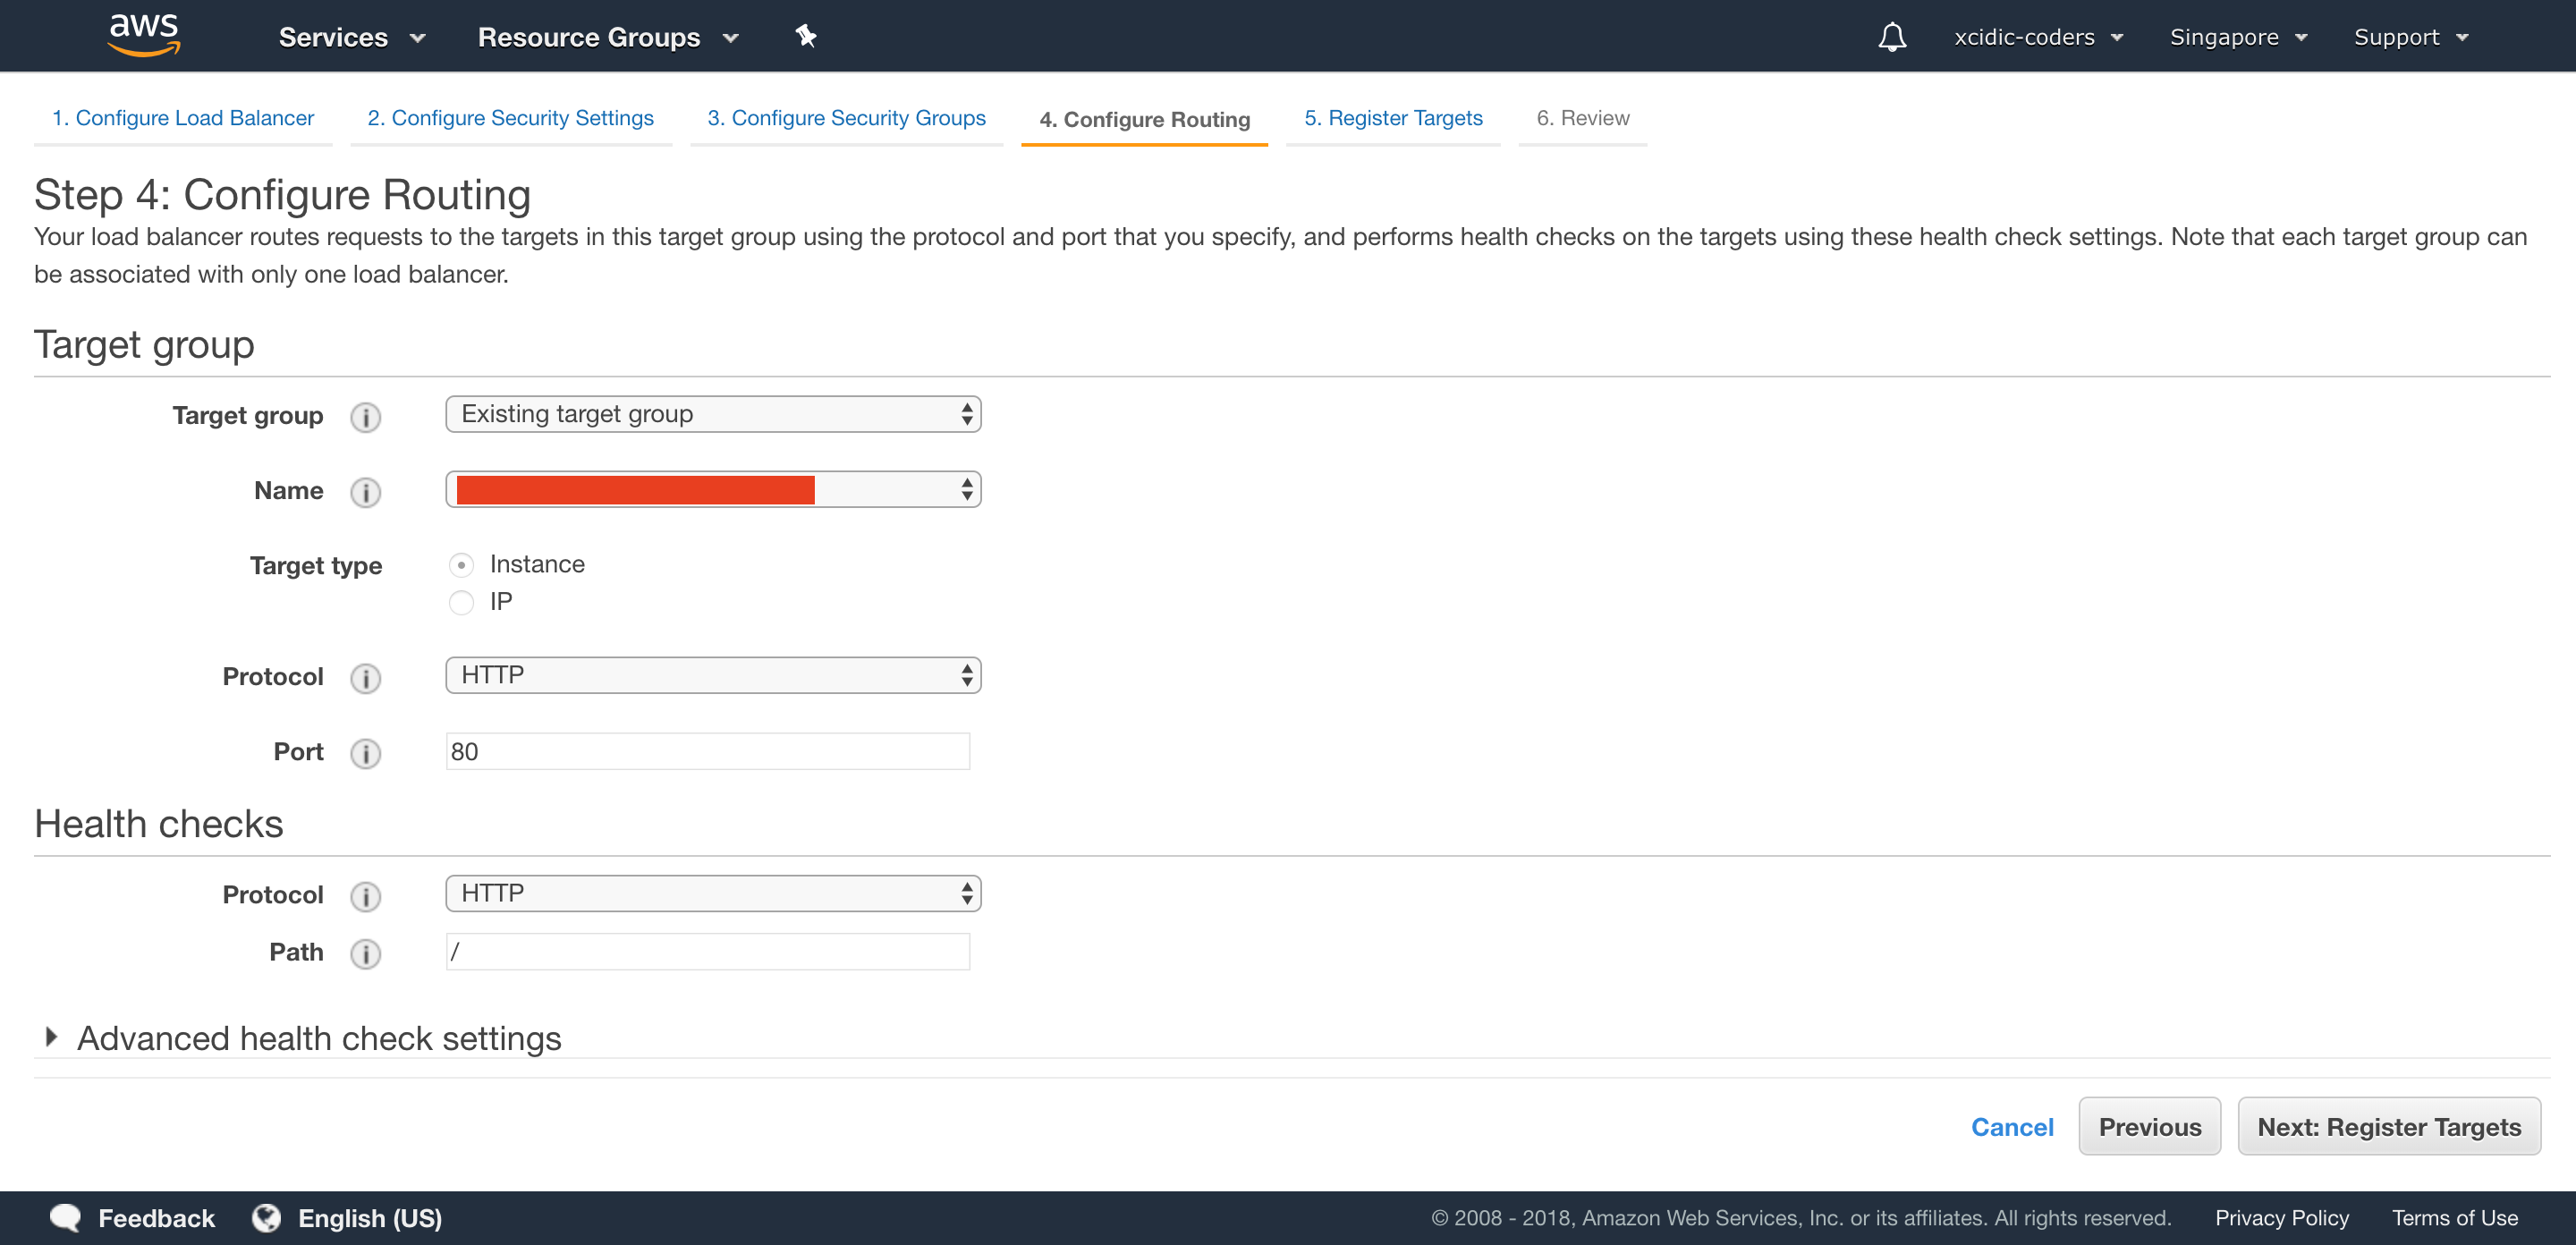 aws Services Resource Groups xcidic-coders Singapore Support
1. Configure Load Balancer 2. Configure Security Settings 3. Configure Security Groups 4. Configure Routing 5. Register Targets 6. Review
Step 4: Configure Routing
Your load balancer routes requests to the targets in this target group using the protocol and port that you specify, and performs health checks on the targets using these health check settings. Note that each target group can
be associated with only one load balancer.
Target group
Target group i Existing target group
Name i
Target type Instance
IP
Protocol i HTTP
Port i 80
Health checks
Protocol i HTTP
Path i /
Advanced health check settings
Cancel Previous Next: Register Targets
Feedback English (US) © 2008 - 2018, Amazon Web Services, Inc. or its affiliates. All rights reserved. Privacy Policy Terms of Use